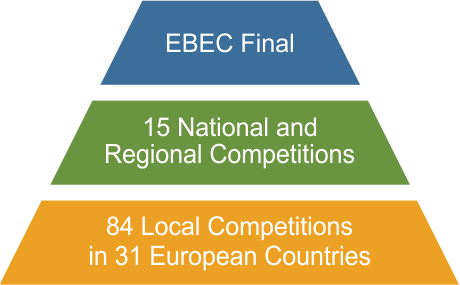 EBEC Final
15 National and
Regional Competitions
84 Local Competitions
in 31 European Countries